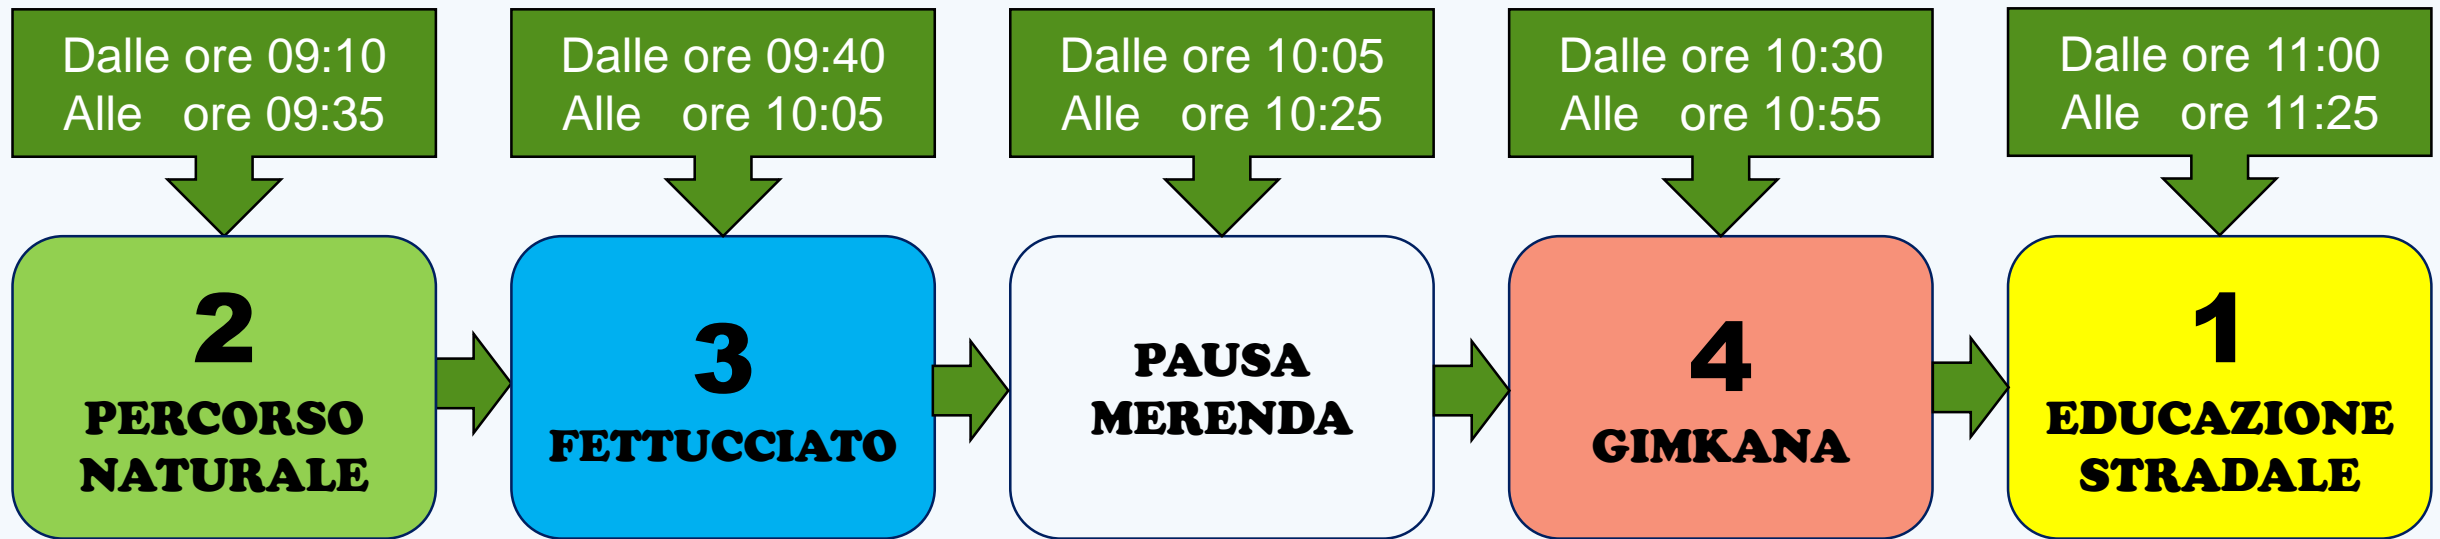 Dalle ore 09:10
Alle ore 09:35
Dalle ore 09:40
Alle ore 10:05
Dalle ore 10:05
Alle ore 10:25
Dalle ore 10:30
Alle ore 10:55
Dalle ore 11:00
Alle ore 11:25
2
PERCORSO
NATURALE
3
FETTUCCIATO
PAUSA
MERENDA
4
GIMKANA
1
EDUCAZIONE
STRADALE